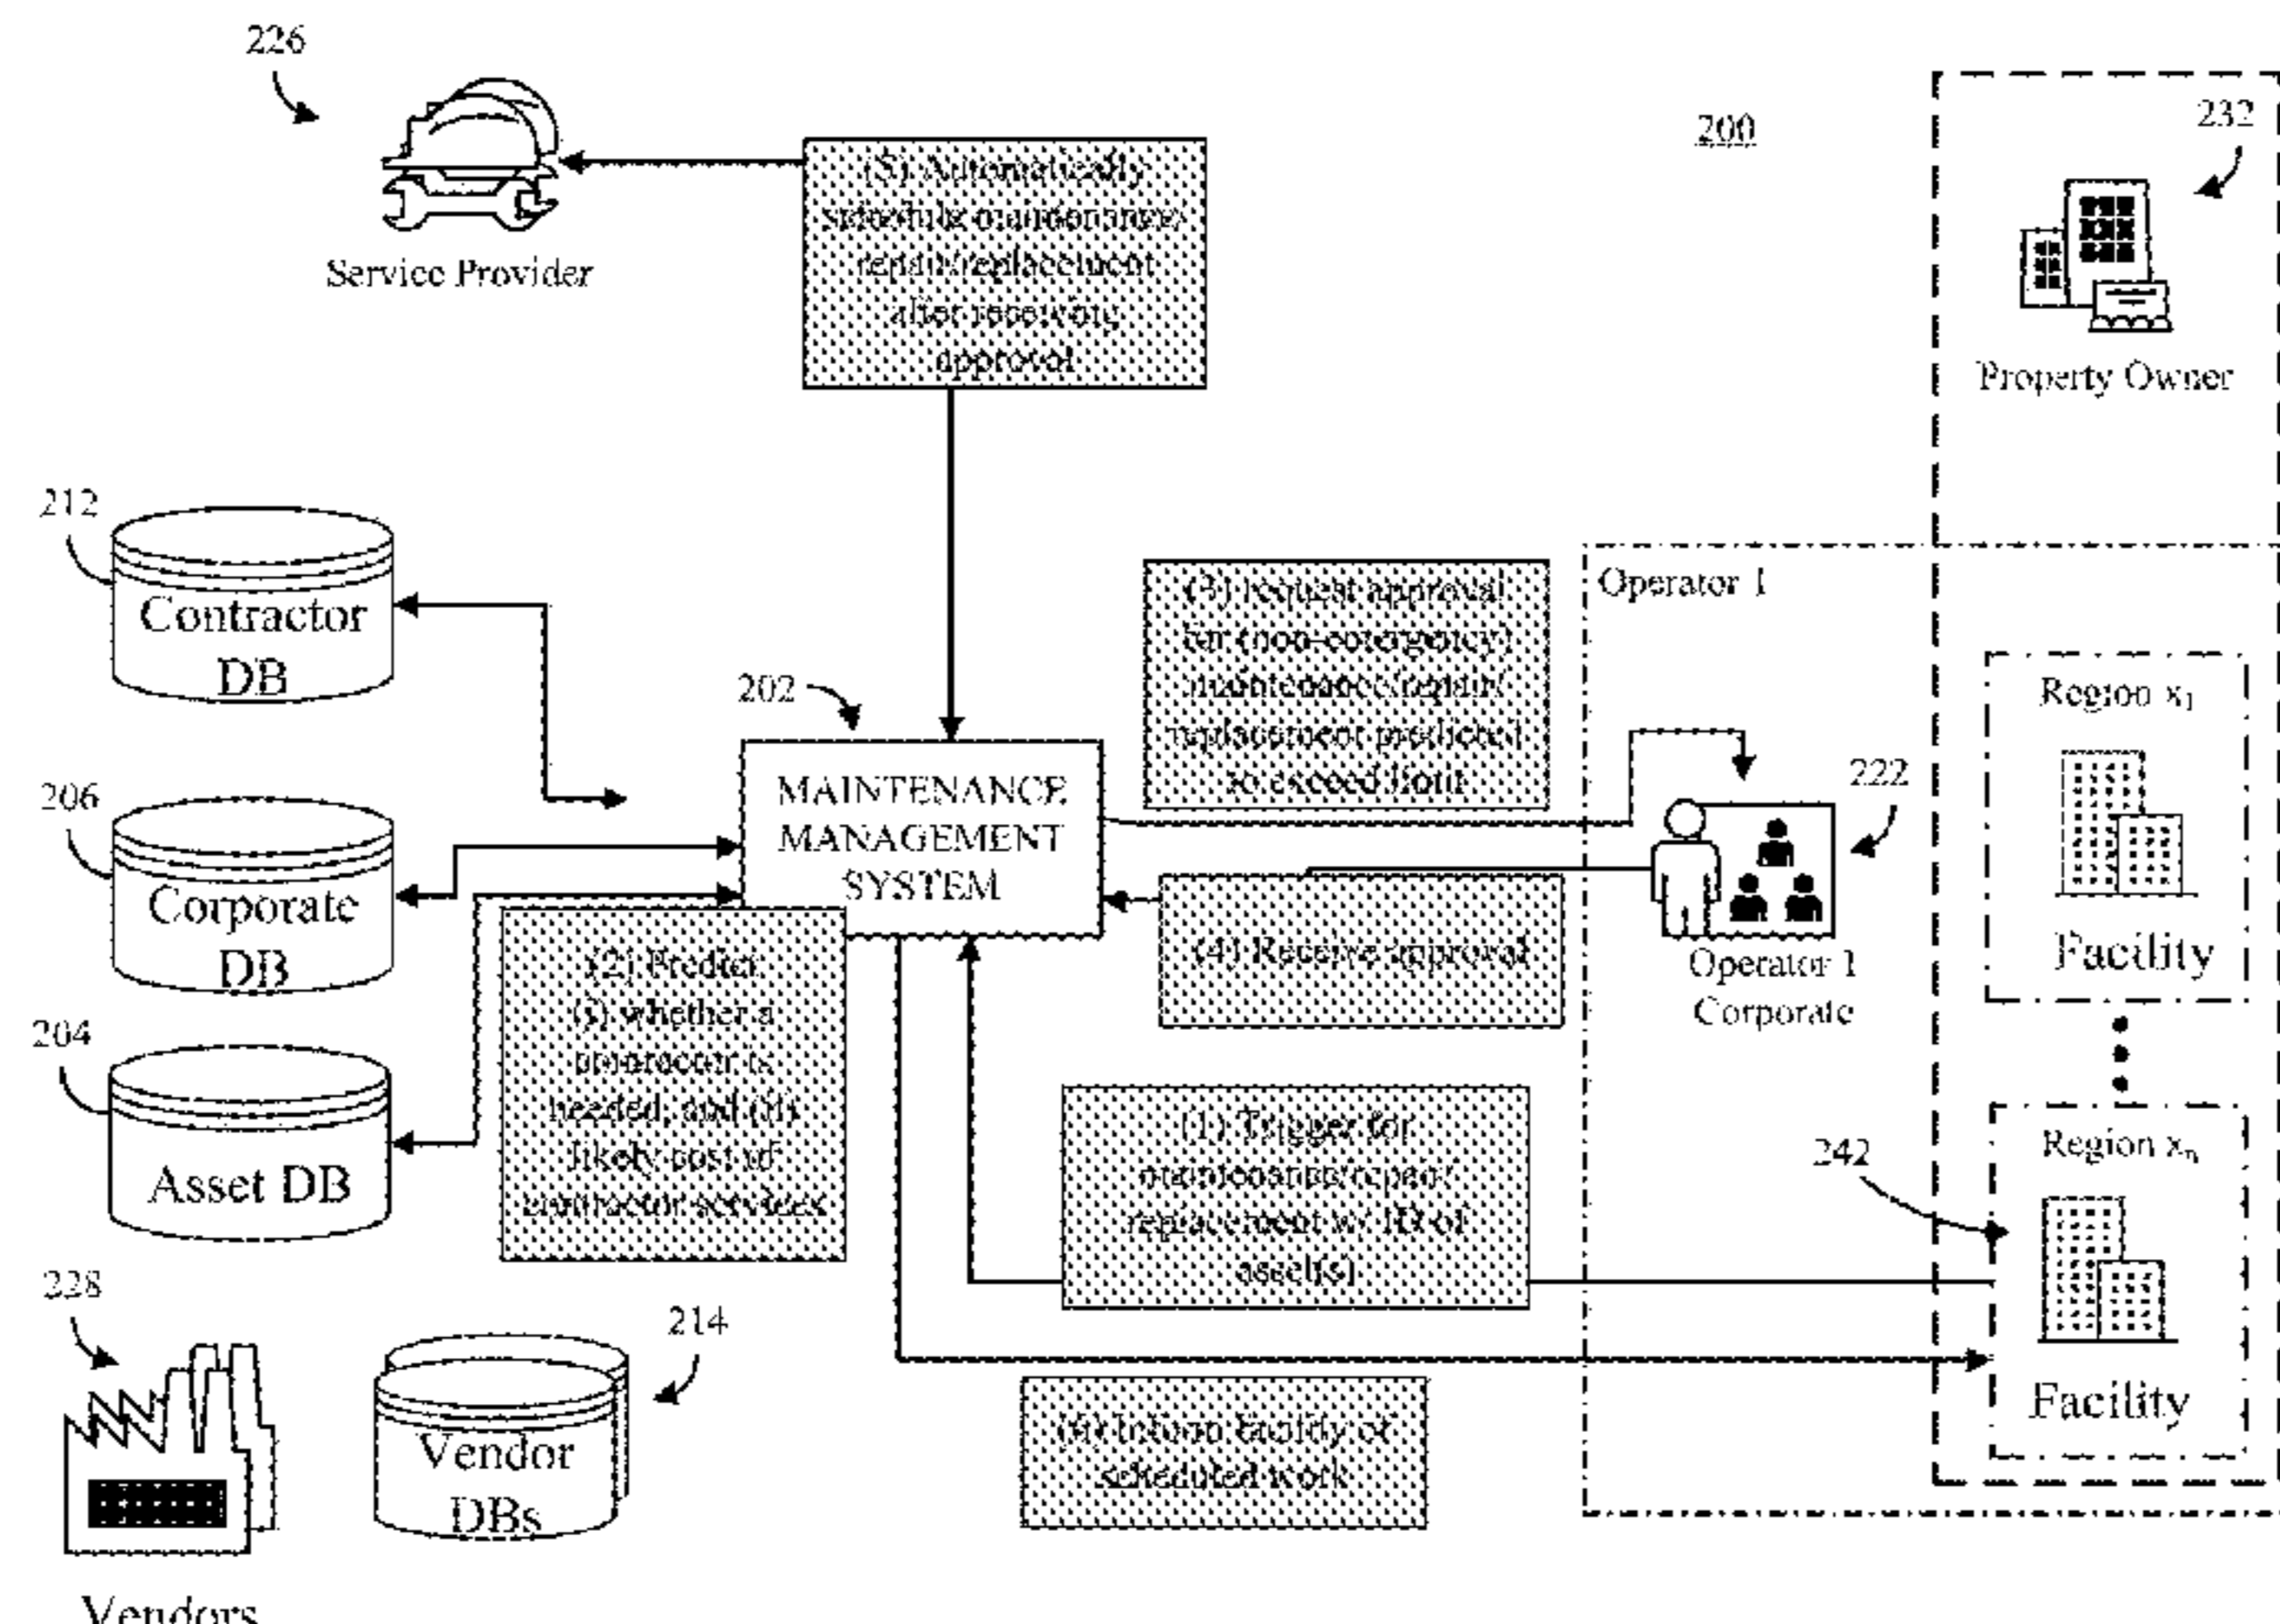 226
Service Provider
(5) Automatically
schedule maintenance/
repair/replacement
after receiving
approval
200
232
Property Owner
212
Contractor
DB
206
Corporate
DB
204
Asset DB
228
Vendors
214
Vendor
DBs
202
MAINTENANCE
MANAGEMENT
SYSTEM
(2) Predict
(i) whether a
contractor is
needed, and (ii)
likely cost of
contractor services
(3) request approval
for (non-emergency)
maintenance/repair/
replacement predicted
to exceed limit
(4) Receive approval
(1) Trigger for
maintenance/repair/
replacement w/ ID of
asset(s)
(6) Inform facility of
scheduled work
Operator 1
222
Operator 1
Corporate
Region x₁
Facility
242
Region xₙ
Facility